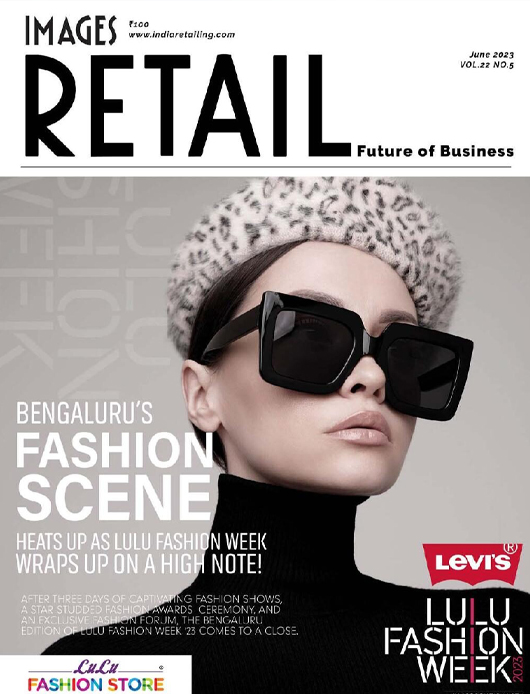 IMAGES
₹100
www.indiaretailing.com
June 2023
VOL.22 NO.5
RETAIL
Future of Business
FASHION
WEEK
LULU
BENGALURU'S
FASHION
SCENE
HEATS UP AS LULU FASHION WEEK
WRAPS UP ON A HIGH NOTE!
AFTER THREE DAYS OF CAPTIVATING FASHION SHOWS,
A STAR STUDDED FASHION AWARDS CEREMONY, AND
AN EXCLUSIVE FASHION FORUM, THE BENGALURU
EDITION OF LULU FASHION WEEK '23 COMES TO A CLOSE.
LEVI'S®
LULU
FASHION
WEEK
2023
LuLu®
FASHION STORE